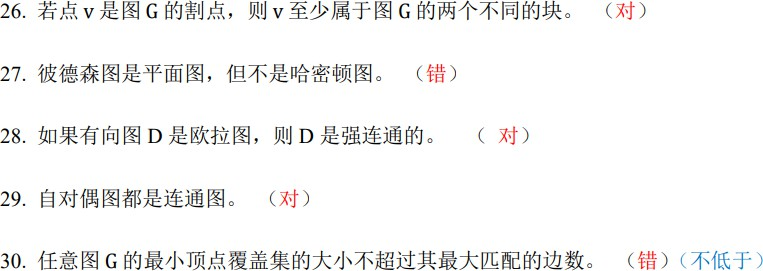 26. 若点 v 是图 G 的割点，则 v 至少属于图 G 的两个不同的块。 （对）
27. 彼德森图是平面图，但不是哈密顿图。 （错）
28. 如果有向图 D 是欧拉图，则 D 是强连通的。 （ 对）
29. 自对偶图都是连通图。（对）
30. 任意图 G 的最小顶点覆盖集的大小不超过其最大匹配的边数。 （错）（不低于）